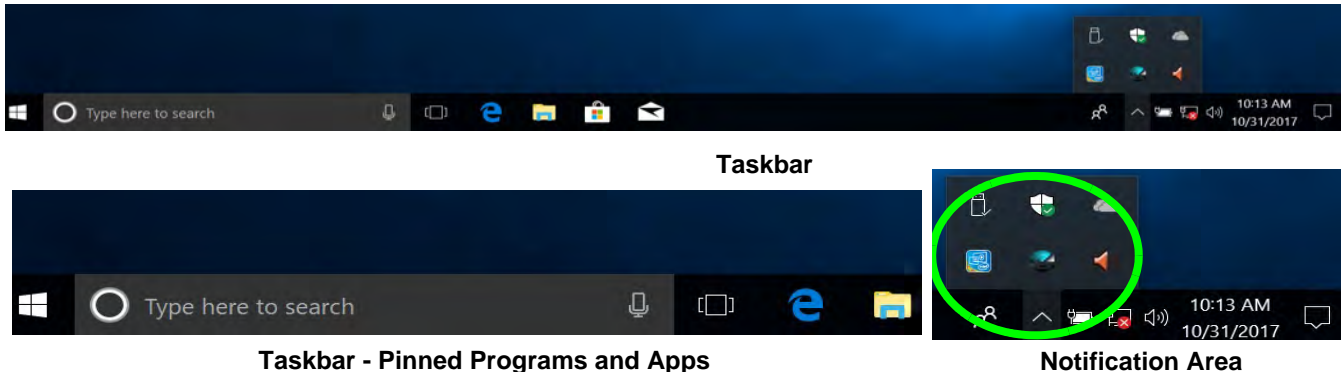 Type here to search
10:13 AM
10/31/2017
Taskbar
Type here to search
10:13 AM
10/31/2017
Taskbar - Pinned Programs and Apps
Notification Area